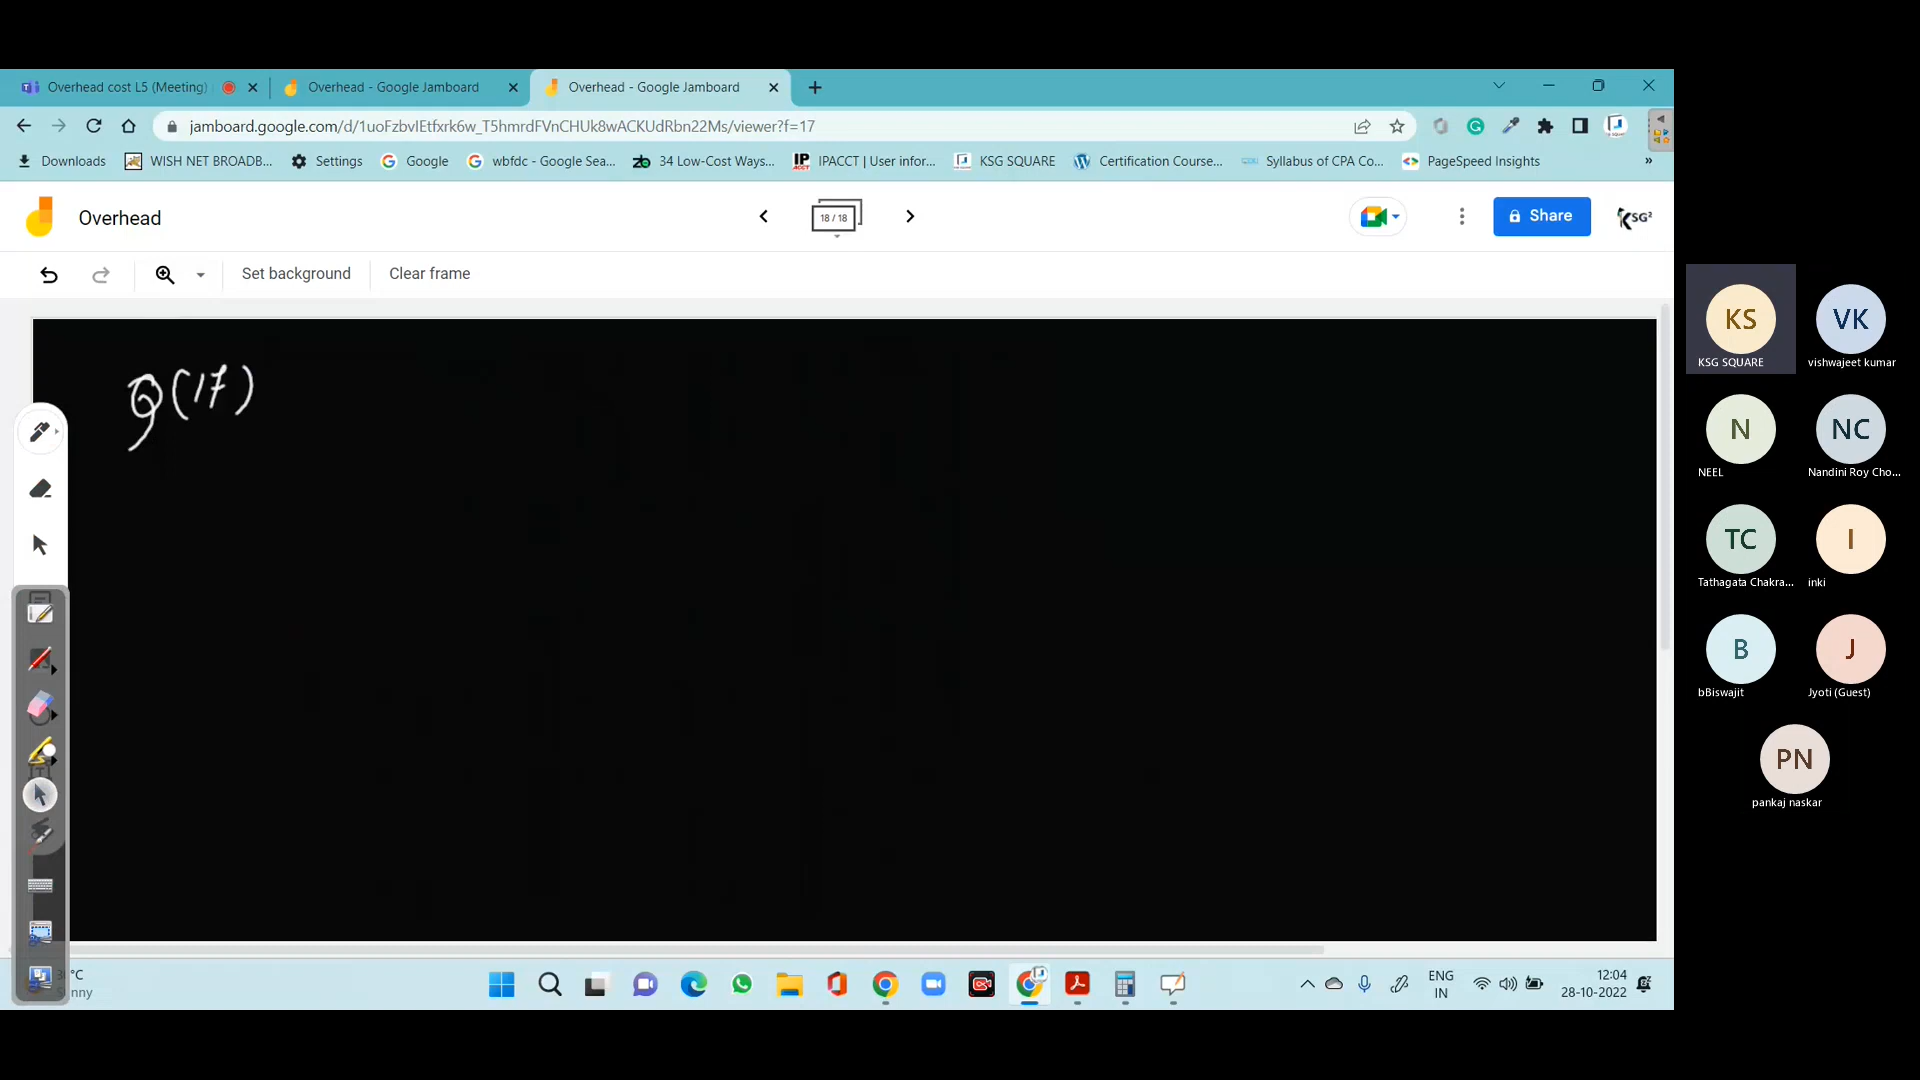 Overhead cost L5 (Meeting)
Overhead - Google Jamboard
Overhead - Google Jamboard
jamboard.google.com/d/1uoFzbvIEtfxrk6w_T5hmrdFVnCHUk8wACKUdRbn22Ms/viewer?f=17
Downloads
WISH NET BROADB...
Settings
Google
wbfdc - Google Sea...
34 Low-Cost Ways...
IPACCT | User infor...
KSG SQUARE
Certification Course...
Syllabus of CPA Co...
PageSpeed Insights
Overhead
18 / 18
Share
KSG²
Set background
Clear frame
Q(17)
KS
KSG SQUARE
VK
vishwajeet kumar
N
NEEL
NC
Nandini Roy Cho...
TC
Tathagata Chakra...
I
inki
B
bBiswajit
J
Jyoti (Guest)
PN
pankaj naskar
ENG
IN
12:04
28-10-2022